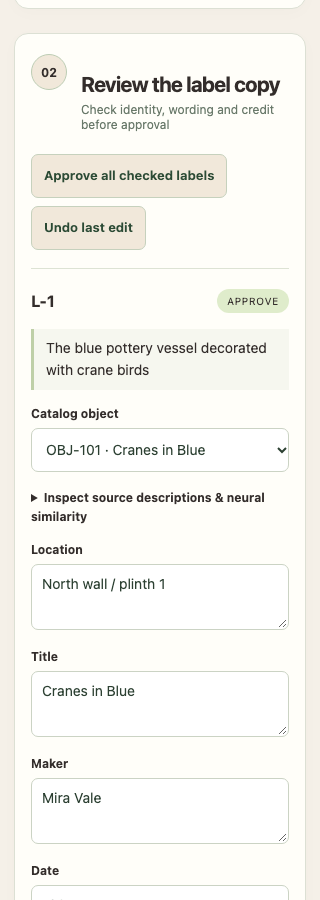 02
Review the label copy
Check identity, wording and credit
before approval
Approve all checked labels
Undo last edit
L-1
APPROVE
The blue pottery vessel decorated
with crane birds
Catalog object
OBJ-101 · Cranes in Blue
Inspect source descriptions & neural
similarity
Location
North wall / plinth 1
Title
Cranes in Blue
Maker
Mira Vale
Date